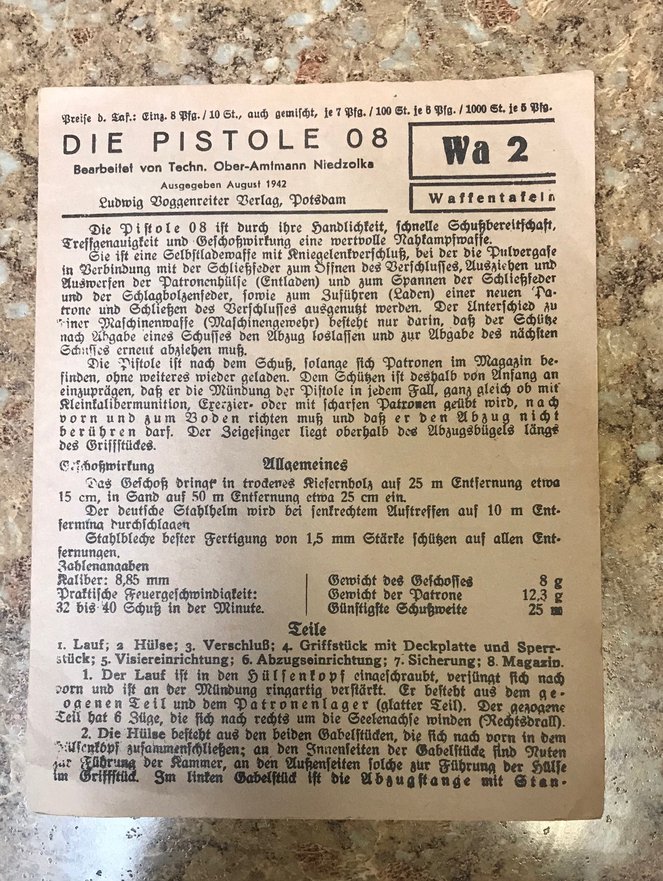 Preise d. Taf.: Einz. 8 Pfg. / 10 St., auch gemischt, je 7 Pfg. / 100 St. je 6 Pfg. / 1000 St. je 5 Pfg.
DIE PISTOLE 08
Bearbeitet von Techn. Ober-Amtmann Niedzolka
Ausgegeben August 1942
Ludwig Voggenreiter Verlag, Potsdam
Wa 2
Waffentafeln
Die Pistole 08 ist durch ihre Handlichkeit, schnelle Schußbereitschaft,
Treffgenauigkeit und Geschoßwirkung eine wertvolle Nahkampfwaffe.
Sie ist eine Selbstladewaffe mit Kniegelenkverschluß, bei der die Pulvergase
in Verbindung mit der Schließfeder zum Öffnen des Verschlusses, Ausziehen und
Auswerfen der Patronenhülse (Entladen) und zum Spannen der Schließfeder
und der Schlagbolzenfeder, sowie zum Zuführen (Laden) einer neuen Pa-
trone und Schließen des Verschlusses ausgenutzt werden. Der Unterschied zu
einer Maschinenwaffe (Maschinengewehr) besteht nur darin, daß der Schütze
nach Abgabe eines Schusses den Abzug loslassen und zur Abgabe des nächsten
Schusses erneut abziehen muß.
Die Pistole ist nach dem Schuß, solange sich Patronen im Magazin be-
finden, ohne weiteres wieder geladen. Dem Schützen ist deshalb von Anfang an
einzuprägen, daß er die Mündung der Pistole in jedem Fall, ganz gleich ob mit
Kleinkalibermunition, Exerzier- oder mit scharfen Patronen geübt wird, nach
vorn und zum Boden richten muß und daß er den Abzug nicht
berühren darf. Der Zeigefinger liegt oberhalb des Abzugsbügels längs
des Griffstückes.
Geschoßwirkung Allgemeines
Das Geschoß dringt in trockenes Kiefernholz auf 25 m Entfernung etwa
15 cm, in Sand auf 50 m Entfernung etwa 25 cm ein.
Der deutsche Stahlhelm wird bei senkrechtem Auftreffen auf 10 m Ent-
fernung durchschlagen
Stahlbleche bester Fertigung von 1,5 mm Stärke schützen auf allen Ent-
fernungen.
Zahlenangaben
Kaliber: 8,85 mm
Praktische Feuergeschwindigkeit:
32 bis 40 Schuß in der Minute.
Gewicht des Geschosses 8 g
Gewicht der Patrone 12,3 g
Günstigste Schußweite 25 m
Teile
1. Lauf; 2 Hülse; 3. Verschluß; 4. Griffstück mit Deckplatte und Sperr-
stück; 5. Visiereinrichtung; 6. Abzugseinrichtung; 7. Sicherung; 8. Magazin.
1. Der Lauf ist in den Hülsenkopf eingeschraubt, verjüngt sich nach
vorn und ist an der Mündung ringartig verstärkt. Er besteht aus dem ge-
zogenen Teil und dem Patronenlager (glatter Teil). Der gezogene
Teil hat 6 Züge, die sich nach rechts um die Seelenachse winden (Rechtsdrall).
2. Die Hülse besteht aus den beiden Gabelstücken, die sich nach vorn in dem
Hülsenkopf zusammenschließen; an den Innenseiten der Gabelstücke sind Nuten
zur Führung der Kammer, an den Außenseiten solche zur Führung der Hülse
im Griffstück. Im linken Gabelstück ist die Abzugstange mit Stan-